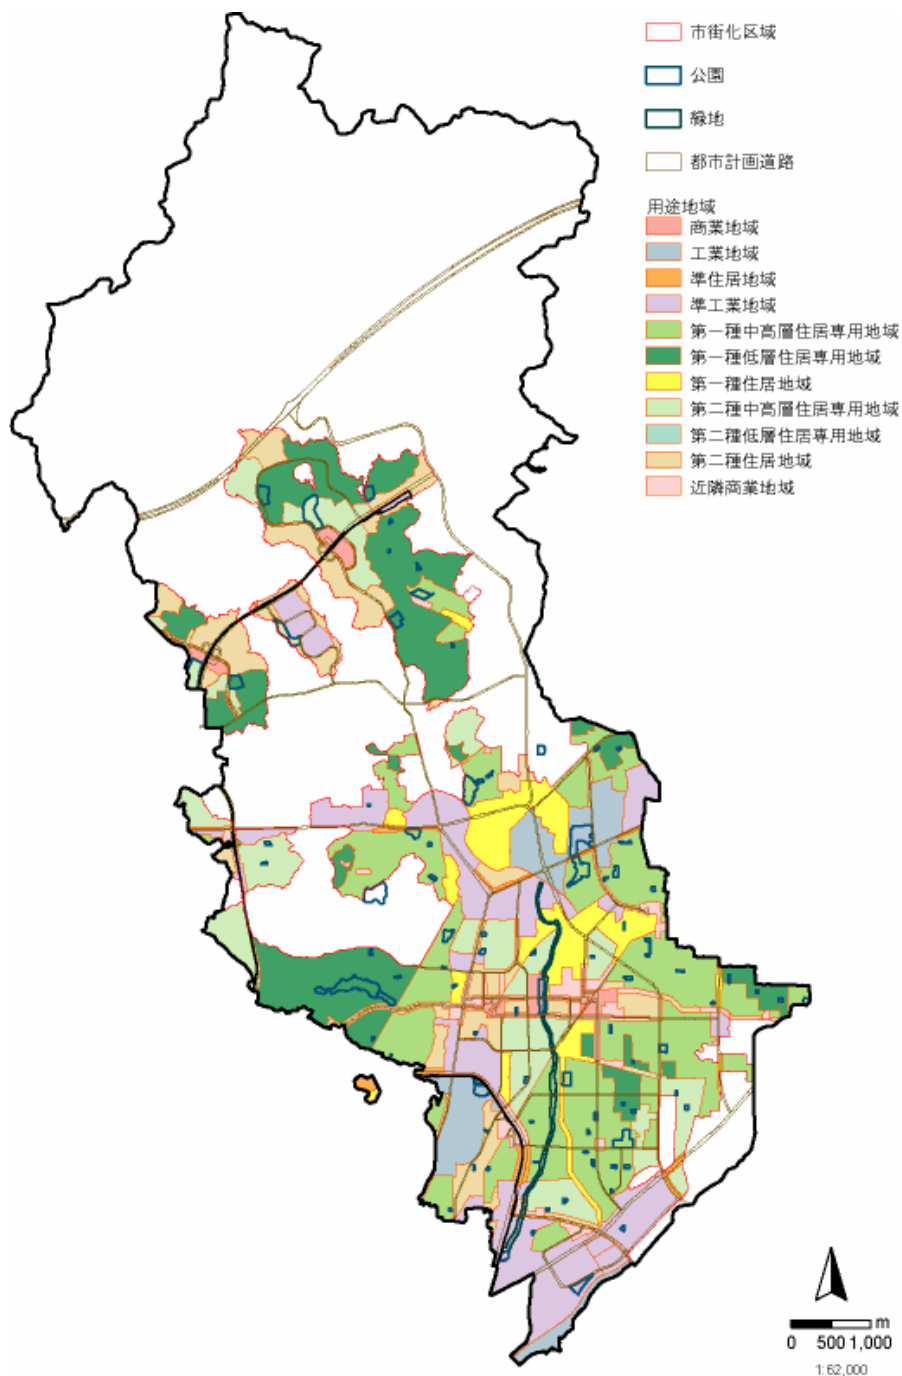 市街化区域
公園
緑地
都市計画道路
用途地域
商業地域
工業地域
準住居地域
準工業地域
第一種中高層住居専用地域
第一種低層住居専用地域
第一種住居地域
第二種中高層住居専用地域
第二種低層住居専用地域
第二種住居地域
近隣商業地域
m
0 500 1,000
1:62,000